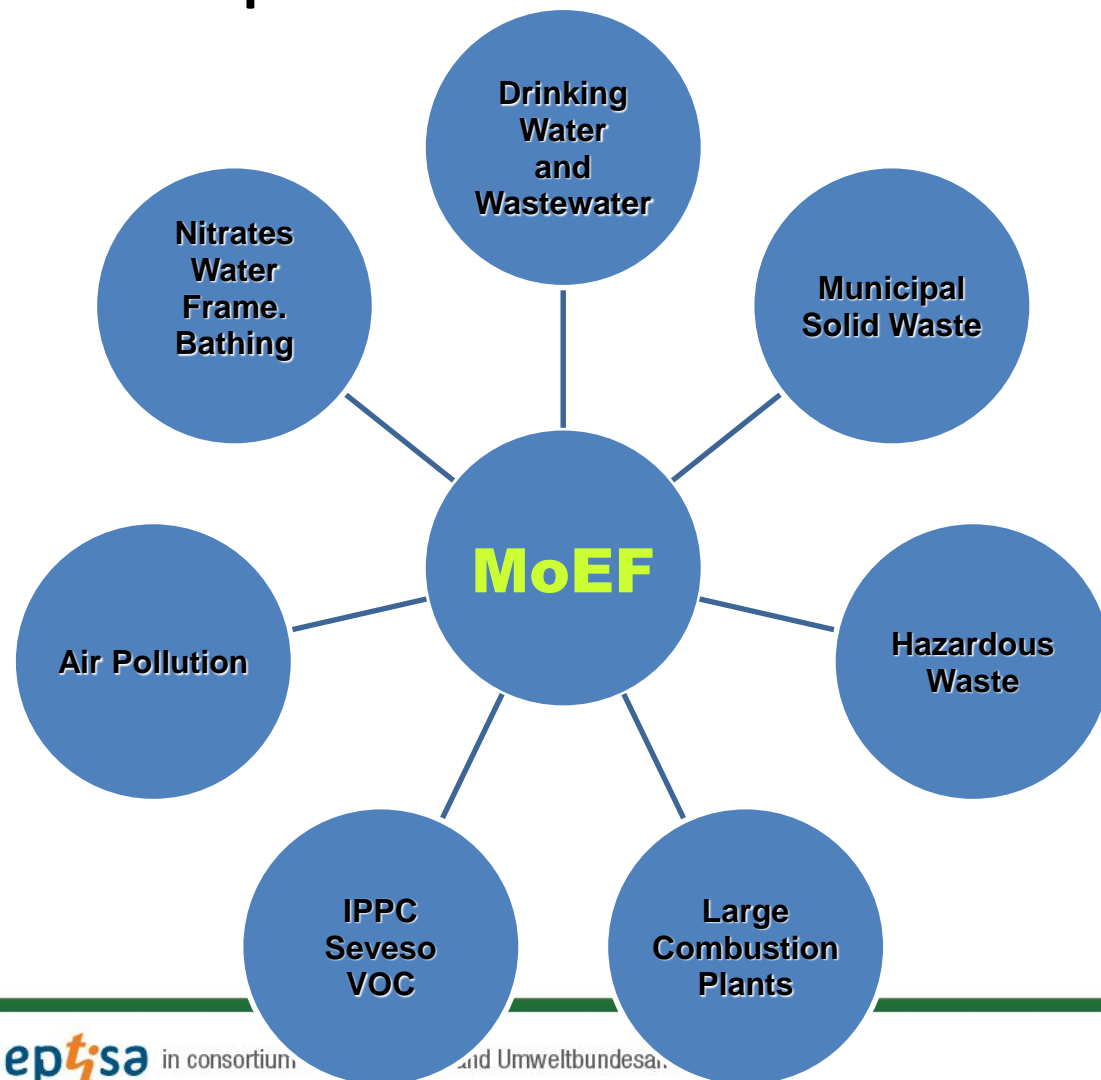 Drinking
Water
and
Wastewater
Municipal
Solid Waste
Hazardous
Waste
Large
Combustion
Plants
IPPC
Seveso
VOC
Air Pollution
Nitrates
Water
Frame.
Bathing
MoEF
eptisa in consortium and